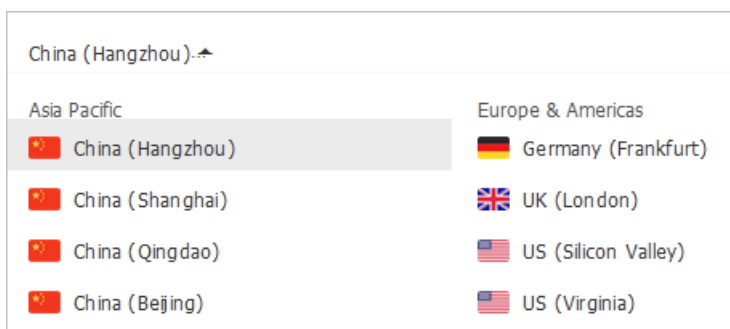 China (Hangzhou)
Asia Pacific
China (Hangzhou)
China (Shanghai)
China (Qingdao)
China (Beijing)
Europe & Americas
Germany (Frankfurt)
UK (London)
US (Silicon Valley)
US (Virginia)